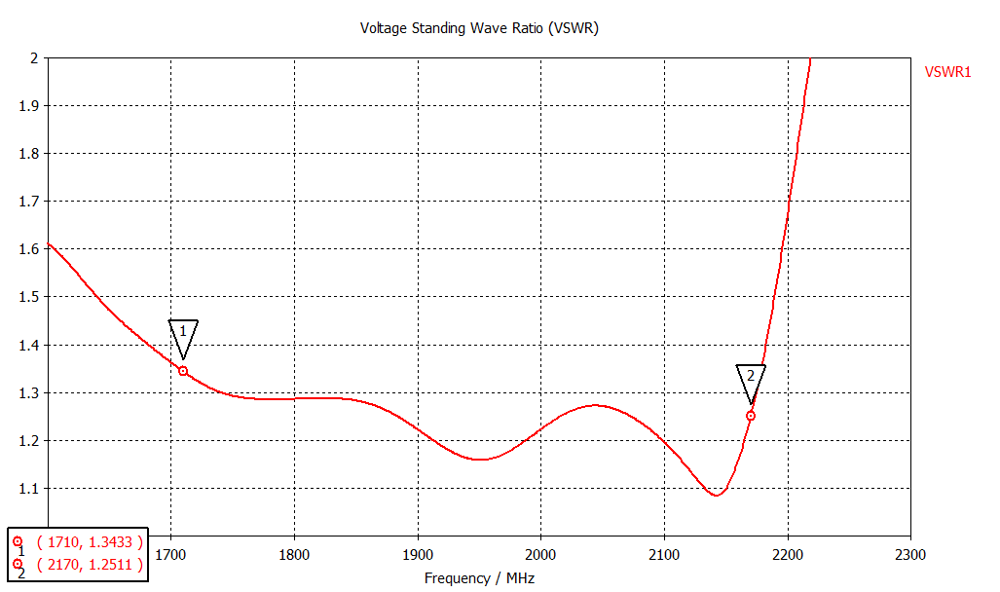 Voltage Standing Wave Ratio (VSWR)
VSWR1
2
1.9
1.8
1.7
1.6
1.5
1.4
1.3
1.2
1.1
1
2
1700 1800 1900 2000 2100 2200 2300
Frequency / MHz
1 ( 1710, 1.3433 )
2 ( 2170, 1.2511 )